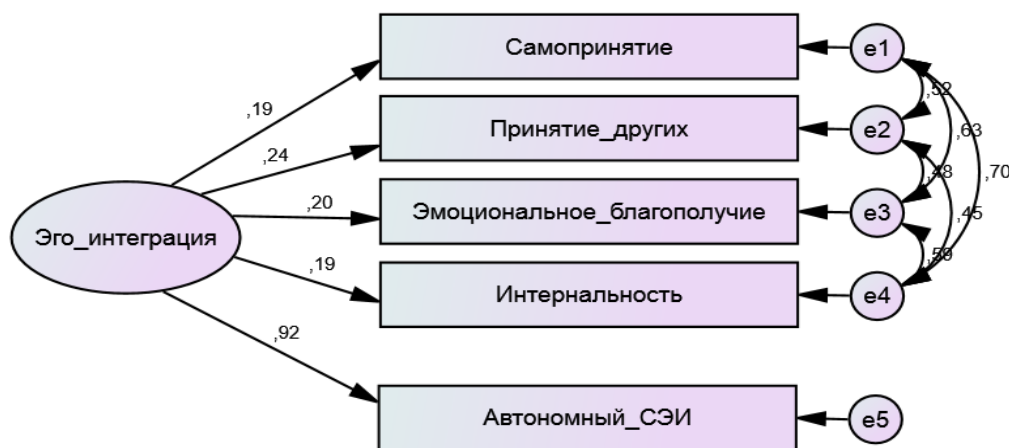 Самопринятие
e1
,52
,19
Принятие_других
e2
,63
,24
,48
,70
Эго_интеграция
,20
Эмоциональное_благополучие
e3
,45
,19
,59
Интернальность
e4
,92
Автономный_СЭИ
e5